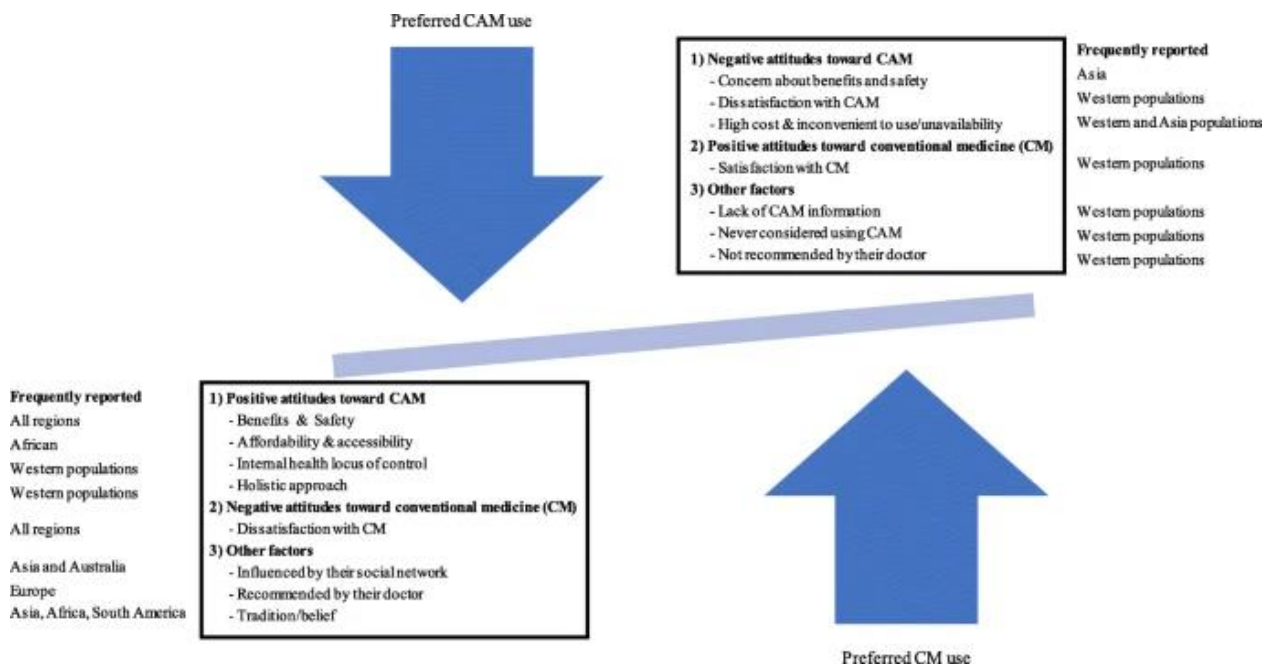 Preferred CAM use
1) Negative attitudes toward CAM
- Concern about benefits and safety
- Dissatisfaction with CAM
- High cost & inconvenient to use/unavailability
2) Positive attitudes toward conventional medicine (CM)
- Satisfaction with CM
3) Other factors
- Lack of CAM information
- Never considered using CAM
- Not recommended by their doctor
Frequently reported
Asia
Western populations
Western and Asia populations
Western populations
Western populations
Western populations
Western populations
Frequently reported
All regions
African
Western populations
Western populations
All regions
Asia and Australia
Europe
Asia, Africa, South America
1) Positive attitudes toward CAM
- Benefits & Safety
- Affordability & accessibility
- Internal health locus of control
- Holistic approach
2) Negative attitudes toward conventional medicine (CM)
- Dissatisfaction with CM
3) Other factors
- Influenced by their social network
- Recommended by their doctor
- Tradition/belief
Preferred CM use